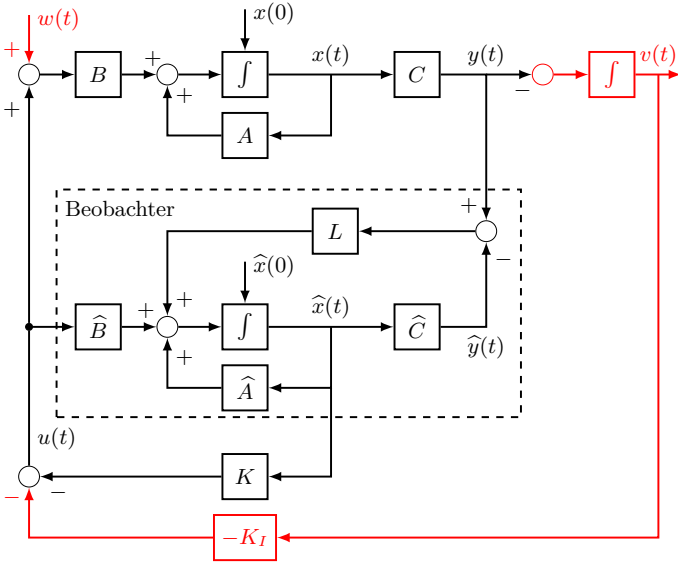 w(t)
x(0)
+
+
x(t)
y(t)
v(t)
B
∫
C
∫
+
+
−
A
Beobachter
+
L
−
x̂(0)
+
+
x̂(t)
B̂
∫
Ĉ
+
ŷ(t)
Â
u(t)
K
−
−
−K_I